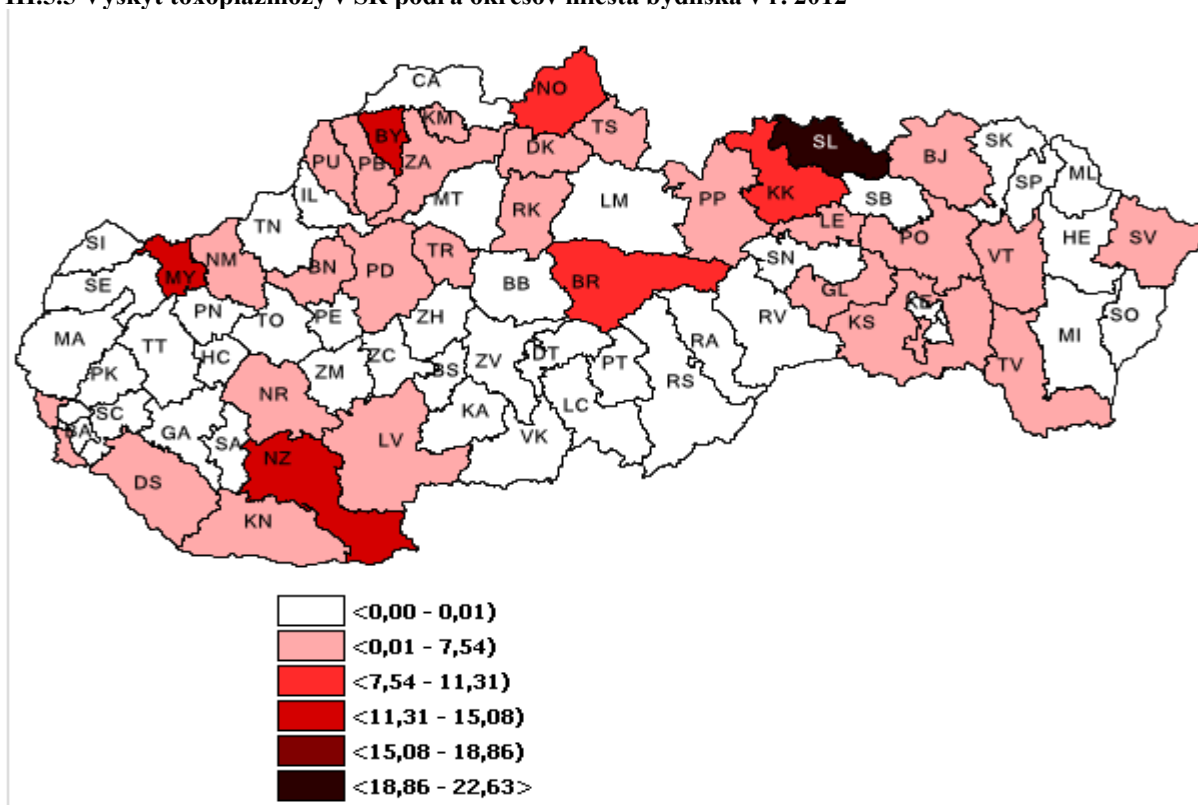 III.5.5 Výskyt toxoplazmózy v SR podľa okresov miesta bydliska v r. 2012
CA
NO
BY
KM
TS
PU
PB
ZA
DK
SL
BJ
SK
SP
ML
IL
MT
RK
LM
PP
KK
SB
TN
LE
PO
HE
SV
SI
MY
NM
BN
PD
TR
BB
BR
SN
VT
SE
GL
KE
PN
TO
PE
ZH
RV
KS
SO
MA
TT
HC
ZM
ZC
BS
ZV
DT
PT
RA
MI
PK
RS
TV
NR
BA
SC
GA
SA
KA
LC
LV
VK
NZ
DS
KN
<0,00 - 0,01)
<0,01 - 7,54)
<7,54 - 11,31)
<11,31 - 15,08)
<15,08 - 18,86)
<18,86 - 22,63>